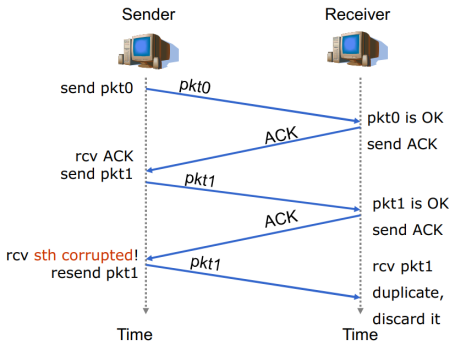 Sender
Receiver
send pkt0
pkt0
pkt0 is OK
send ACK
ACK
rcv ACK
send pkt1
pkt1
pkt1 is OK
send ACK
ACK
rcv sth corrupted!
resend pkt1
pkt1
rcv pkt1
duplicate,
discard it
Time
Time